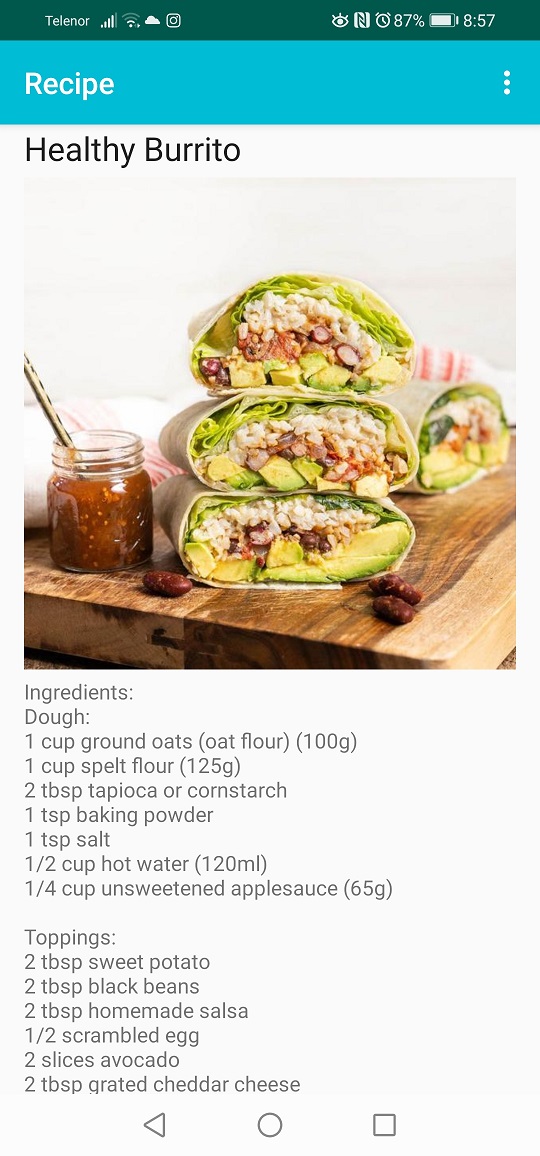 Telenor 87% 8:57
Recipe
Healthy Burrito
Ingredients:
Dough:
1 cup ground oats (oat flour) (100g)
1 cup spelt flour (125g)
2 tbsp tapioca or cornstarch
1 tsp baking powder
1 tsp salt
1/2 cup hot water (120ml)
1/4 cup unsweetened applesauce (65g)
Toppings:
2 tbsp sweet potato
2 tbsp black beans
2 tbsp homemade salsa
1/2 scrambled egg
2 slices avocado
2 tbsp grated cheddar cheese